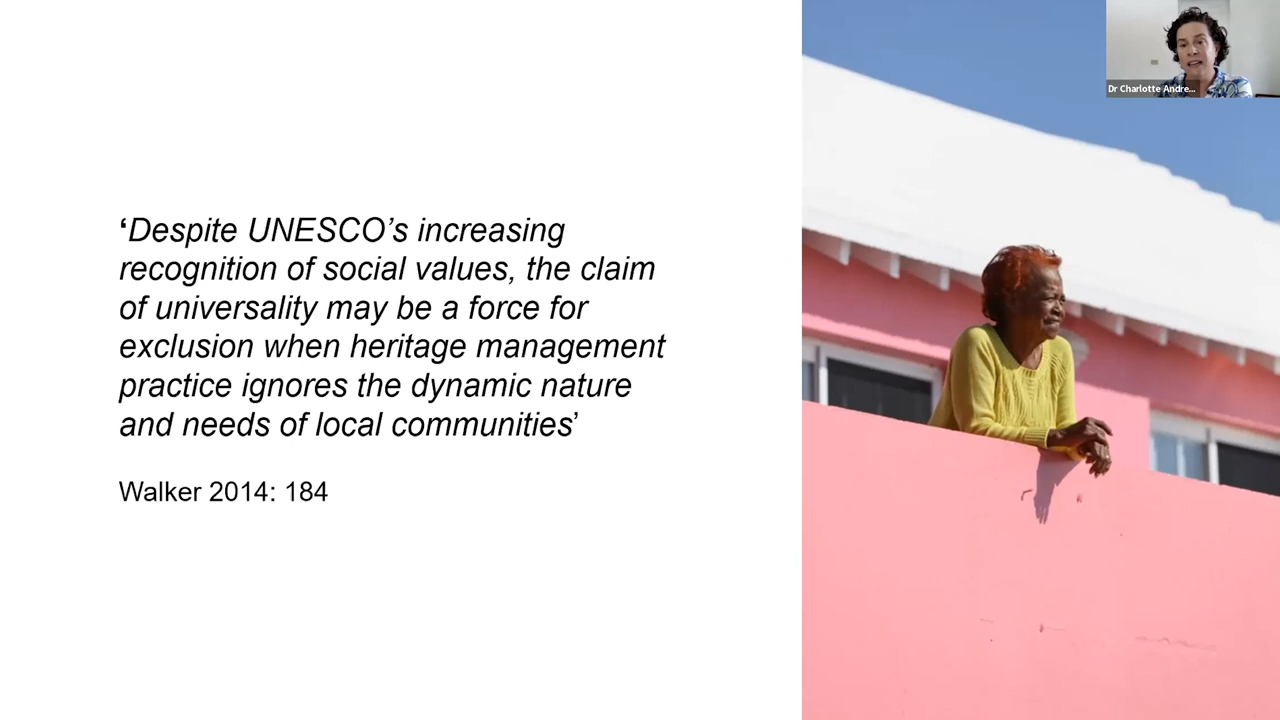 Dr Charlotte Andre...
‘Despite UNESCO’s increasing
recognition of social values, the claim
of universality may be a force for
exclusion when heritage management
practice ignores the dynamic nature
and needs of local communities’
Walker 2014: 184